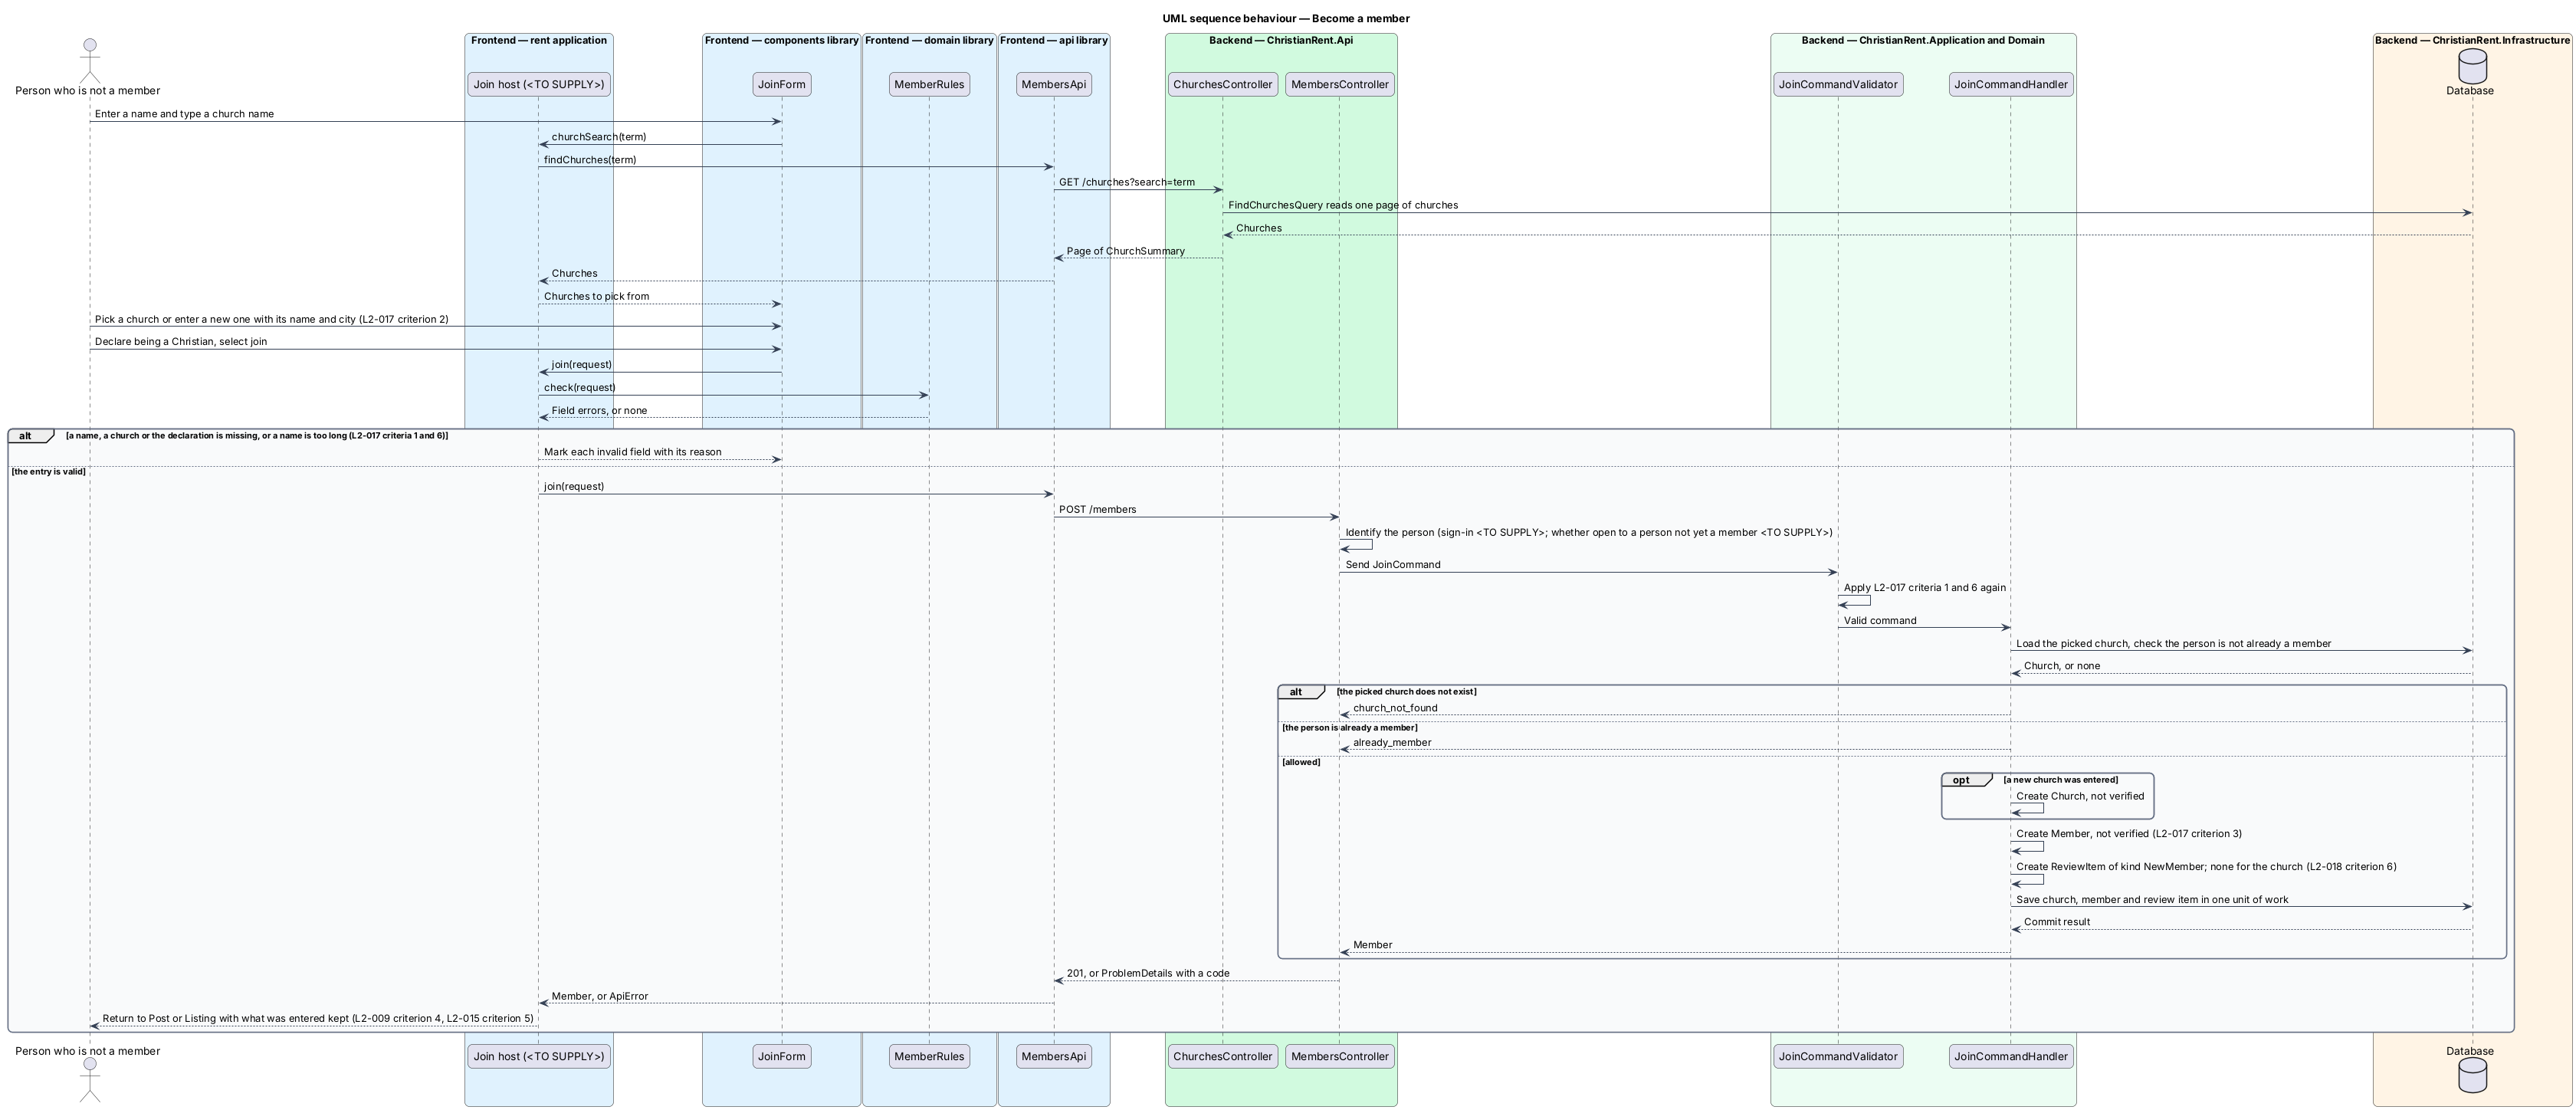 UML sequence behaviour — Become a member
Frontend — rent application
Frontend — components library
Frontend — domain library
Frontend — api library
Backend — ChristianRent.Api
Backend — ChristianRent.Application and Domain
Backend — ChristianRent.Infrastructure
Person who is not a member
Join host (<TO SUPPLY>)
JoinForm
MemberRules
MembersApi
ChurchesController
MembersController
JoinCommandValidator
JoinCommandHandler
Database
Enter a name and type a church name
churchSearch(term)
findChurches(term)
GET /churches?search=term
FindChurchesQuery reads one page of churches
Churches
Page of ChurchSummary
Churches
Churches to pick from
Pick a church or enter a new one with its name and city (L2-017 criterion 2)
Declare being a Christian, select join
join(request)
check(request)
Field errors, or none
alt [a name, a church or the declaration is missing, or a name is too long (L2-017 criteria 1 and 6)]
Mark each invalid field with its reason
[the entry is valid]
join(request)
POST /members
Identify the person (sign-in <TO SUPPLY>; whether open to a person not yet a member <TO SUPPLY>)
Send JoinCommand
Apply L2-017 criteria 1 and 6 again
Valid command
Load the picked church, check the person is not already a member
Church, or none
alt [the picked church does not exist]
church_not_found
[the person is already a member]
already_member
[allowed]
opt [a new church was entered]
Create Church, not verified
Create Member, not verified (L2-017 criterion 3)
Create ReviewItem of kind NewMember; none for the church (L2-018 criterion 6)
Save church, member and review item in one unit of work
Commit result
Member
201, or ProblemDetails with a code
Member, or ApiError
Return to Post or Listing with what was entered kept (L2-009 criterion 4, L2-015 criterion 5)
Person who is not a member
Join host (<TO SUPPLY>)
JoinForm
MemberRules
MembersApi
ChurchesController
MembersController
JoinCommandValidator
JoinCommandHandler
Database